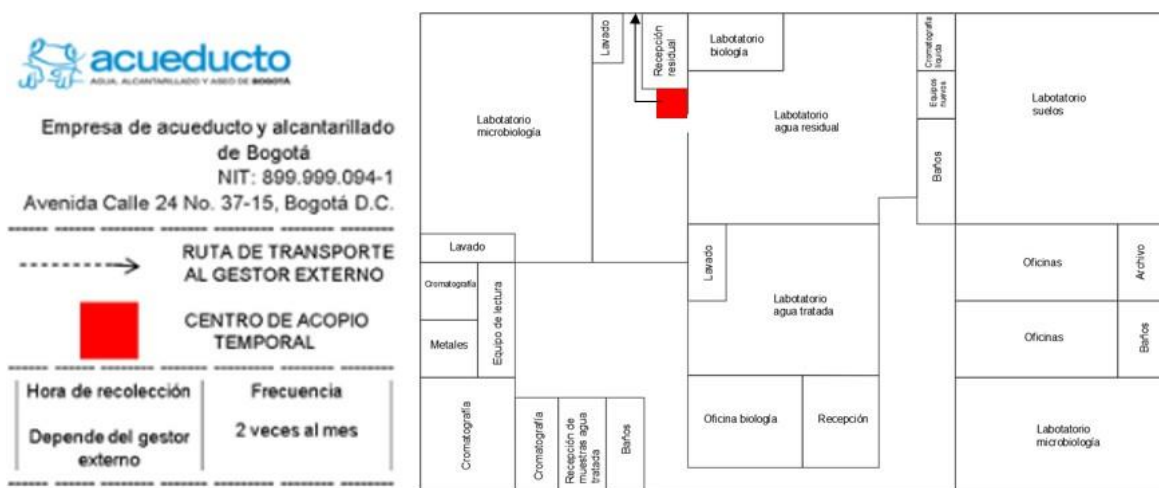 acueducto
AGUA, ALCANTARILLADO Y ASEO DE BOGOTÁ
Empresa de acueducto y alcantarillado
de Bogotá
NIT: 899.999.094-1
Avenida Calle 24 No. 37-15, Bogotá D.C.
RUTA DE TRANSPORTE
AL GESTOR EXTERNO
CENTRO DE ACOPIO
TEMPORAL
Hora de recolección
Depende del gestor
externo
Frecuencia
2 veces al mes
Labotatorio
microbiología
Lavado
Recepción
residual
Labotatorio
biología
Labotatorio
agua residual
Cromatografía
líquida
Equipos
nuevos
Baños
Labotatorio
suelos
Lavado
Cromatografía
Metales
Equipo de lectura
Cromatografía
Cromatografía
Recepción de
muestras agua
tratada
Baños
Lavado
Labotatorio
agua tratada
Oficina biología
Recepción
Oficinas
Archivo
Oficinas
Baños
Labotatorio
microbiología